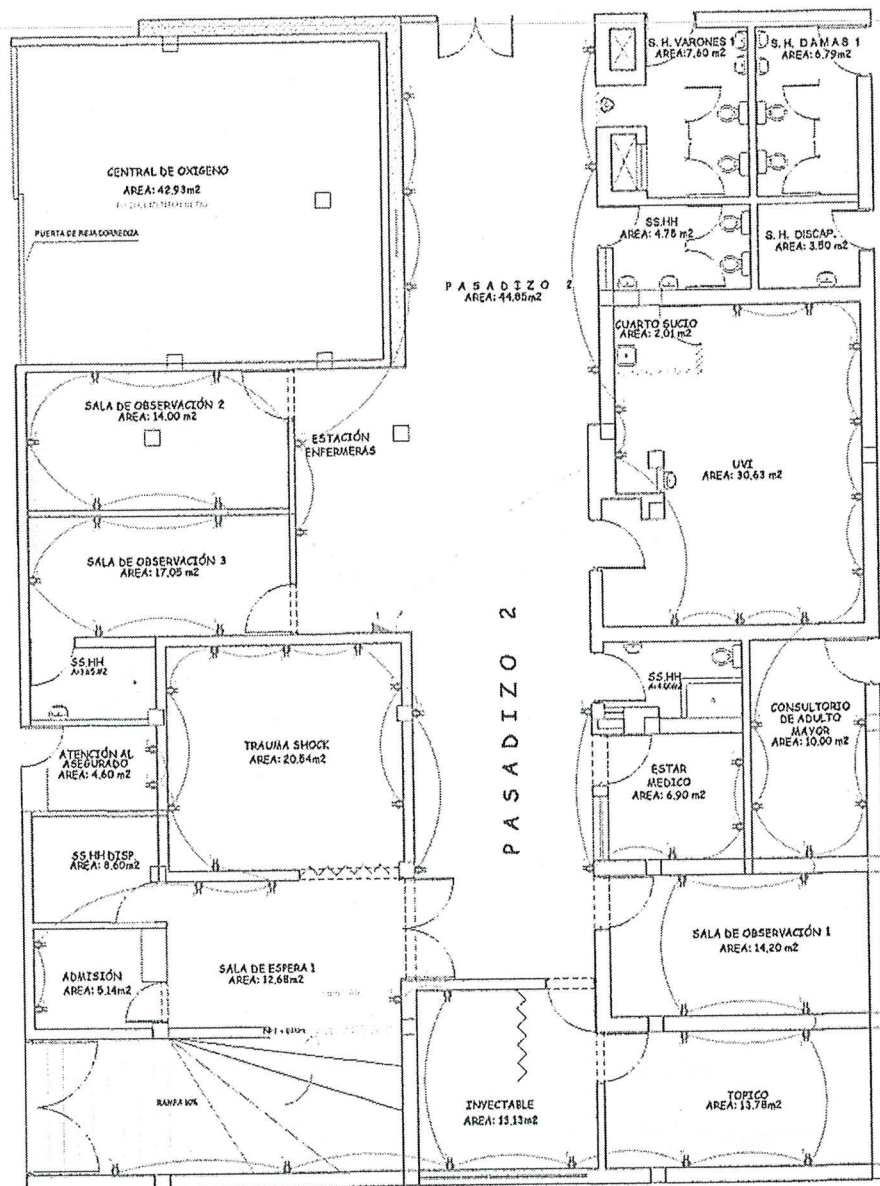 S. H. VARONES 1
AREA:7,60 m2
S. H. DAMAS 1
AREA: 6,79m2
CENTRAL DE OXIGENO
AREA: 42,93m2
PUERTA DE REJA CORREDIZA
SS.HH
AREA: 4,75 m2
S. H. DISCAP.
AREA: 3.50 m2
PASADIZO 2
AREA: 44,85m2
CUARTO SUCIO
AREA: 2,01 m2
SALA DE OBSERVACIÓN 2
AREA: 14,00 m2
ESTACIÓN
ENFERMERAS
UVI
AREA: 30,63 m2
SALA DE OBSERVACIÓN 3
AREA: 17,05 m2
PASADIZO 2
SS.HH
SS.HH
TRAUMA SHOCK
AREA: 20,54m2
CONSULTORIO
DE ADULTO
MAYOR
AREA: 10,00 m2
ATENCIÓN AL
ASEGURADO
AREA: 4,60 m2
ESTAR
MEDICO
AREA: 6,90 m2
SS.HH DISP.
AREA: 8,60m2
SALA DE OBSERVACIÓN 1
AREA: 14,20 m2
ADMISIÓN
AREA: 5,14m2
SALA DE ESPERA 1
AREA: 12,68m2
RAMPA 10%
INYECTABLE
AREA: 13,13m2
TOPICO
AREA: 13,78m2